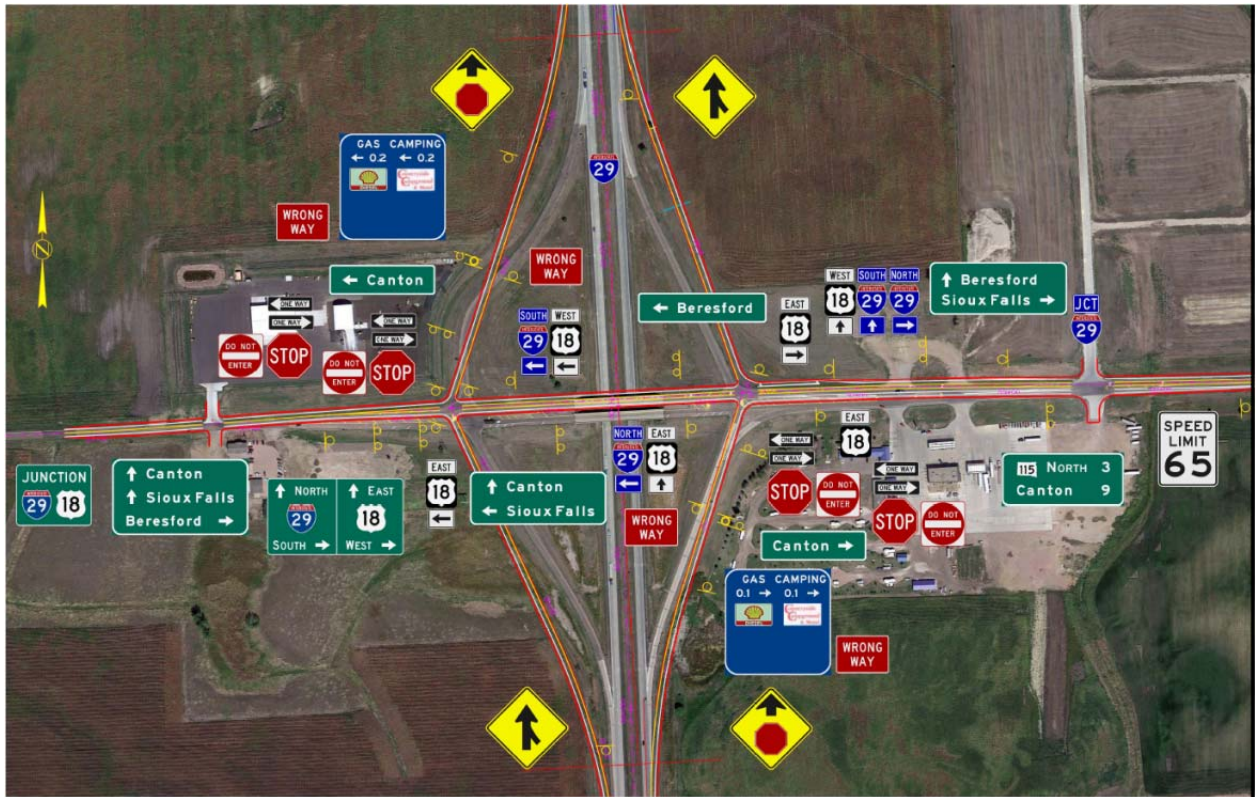 GAS CAMPING
← 0.2 ← 0.2
DIESEL
INTERSTATE
29
WRONG
WAY
← Canton
WRONG
WAY
ONE WAY
ONE WAY
ONE WAY
ONE WAY
DO NOT
ENTER
STOP
DO NOT
ENTER
STOP
SOUTH WEST
29 18
← Beresford
EAST
18
WEST SOUTH NORTH
18 29 29
↑ Beresford
Sioux Falls →
JCT
29
JUNCTION
29 18
↑ Canton
↑ Sioux Falls
Beresford →
↑ NORTH
29
SOUTH →
↑ EAST
18
WEST →
EAST
18
↑ Canton
← Sioux Falls
NORTH EAST
29 18
WRONG
WAY
EAST
18
ONE WAY
ONE WAY
ONE WAY
ONE WAY
STOP
DO NOT
ENTER
STOP
DO NOT
ENTER
Canton →
115 NORTH 3
Canton 9
SPEED
LIMIT
65
GAS CAMPING
0.1 → 0.1 →
DIESEL
WRONG
WAY